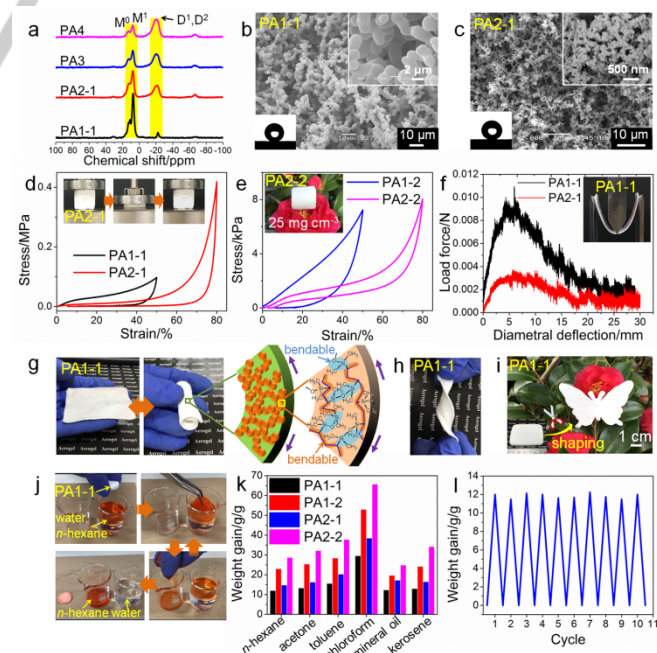 a
M⁰ M¹ D¹,D²
PA4
PA3
PA2-1
PA1-1
100 80 60 40 20 0 -20 -40 -60 -80 -100
Chemical shift/ppm
b
PA1-1
2 μm
10 μm
c
PA2-1
500 nm
10 μm
d
PA2-1
0.4
0.2
0.0
Stress/MPa
PA1-1
PA2-1
0 20 40 60 80
Strain/%
e
PA2-2
25 mg cm⁻³
PA1-2
PA2-2
8
6
4
2
0
Stress/kPa
0 20 40 60 80
Strain/%
f
PA1-1
PA2-1
PA1-1
0.012
0.010
0.008
0.006
0.004
0.002
0.000
Load force/N
0 5 10 15 20 25 30
Diametral deflection/mm
g
PA1-1
bendable
bendable
h
PA1-1
i
PA1-1
shaping
1 cm
j
PA1-1
water,
n-hexane
n-hexane water
k
PA1-1
PA1-2
PA2-1
PA2-2
70
60
50
40
30
20
10
0
Weight gain/g/g
n-hexane
acetone
toluene
chloroform
mineral oil
kerosene
l
14
12
10
8
6
4
2
0
Weight gain/g/g
1 2 3 4 5 6 7 8 9 10 11
Cycle